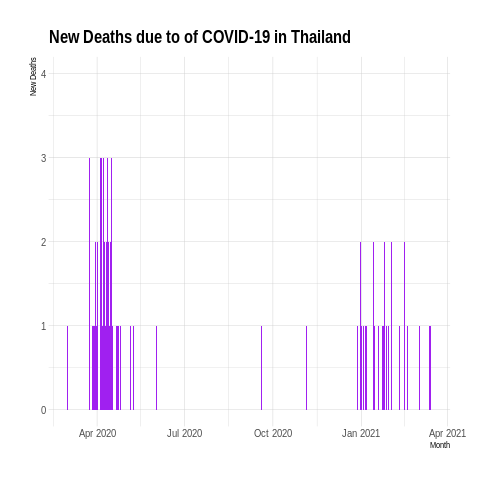 New Deaths due to of COVID-19 in Thailand
New Deaths
4
3
2
1
0
Apr 2020 Jul 2020 Oct 2020 Jan 2021 Apr 2021
Month